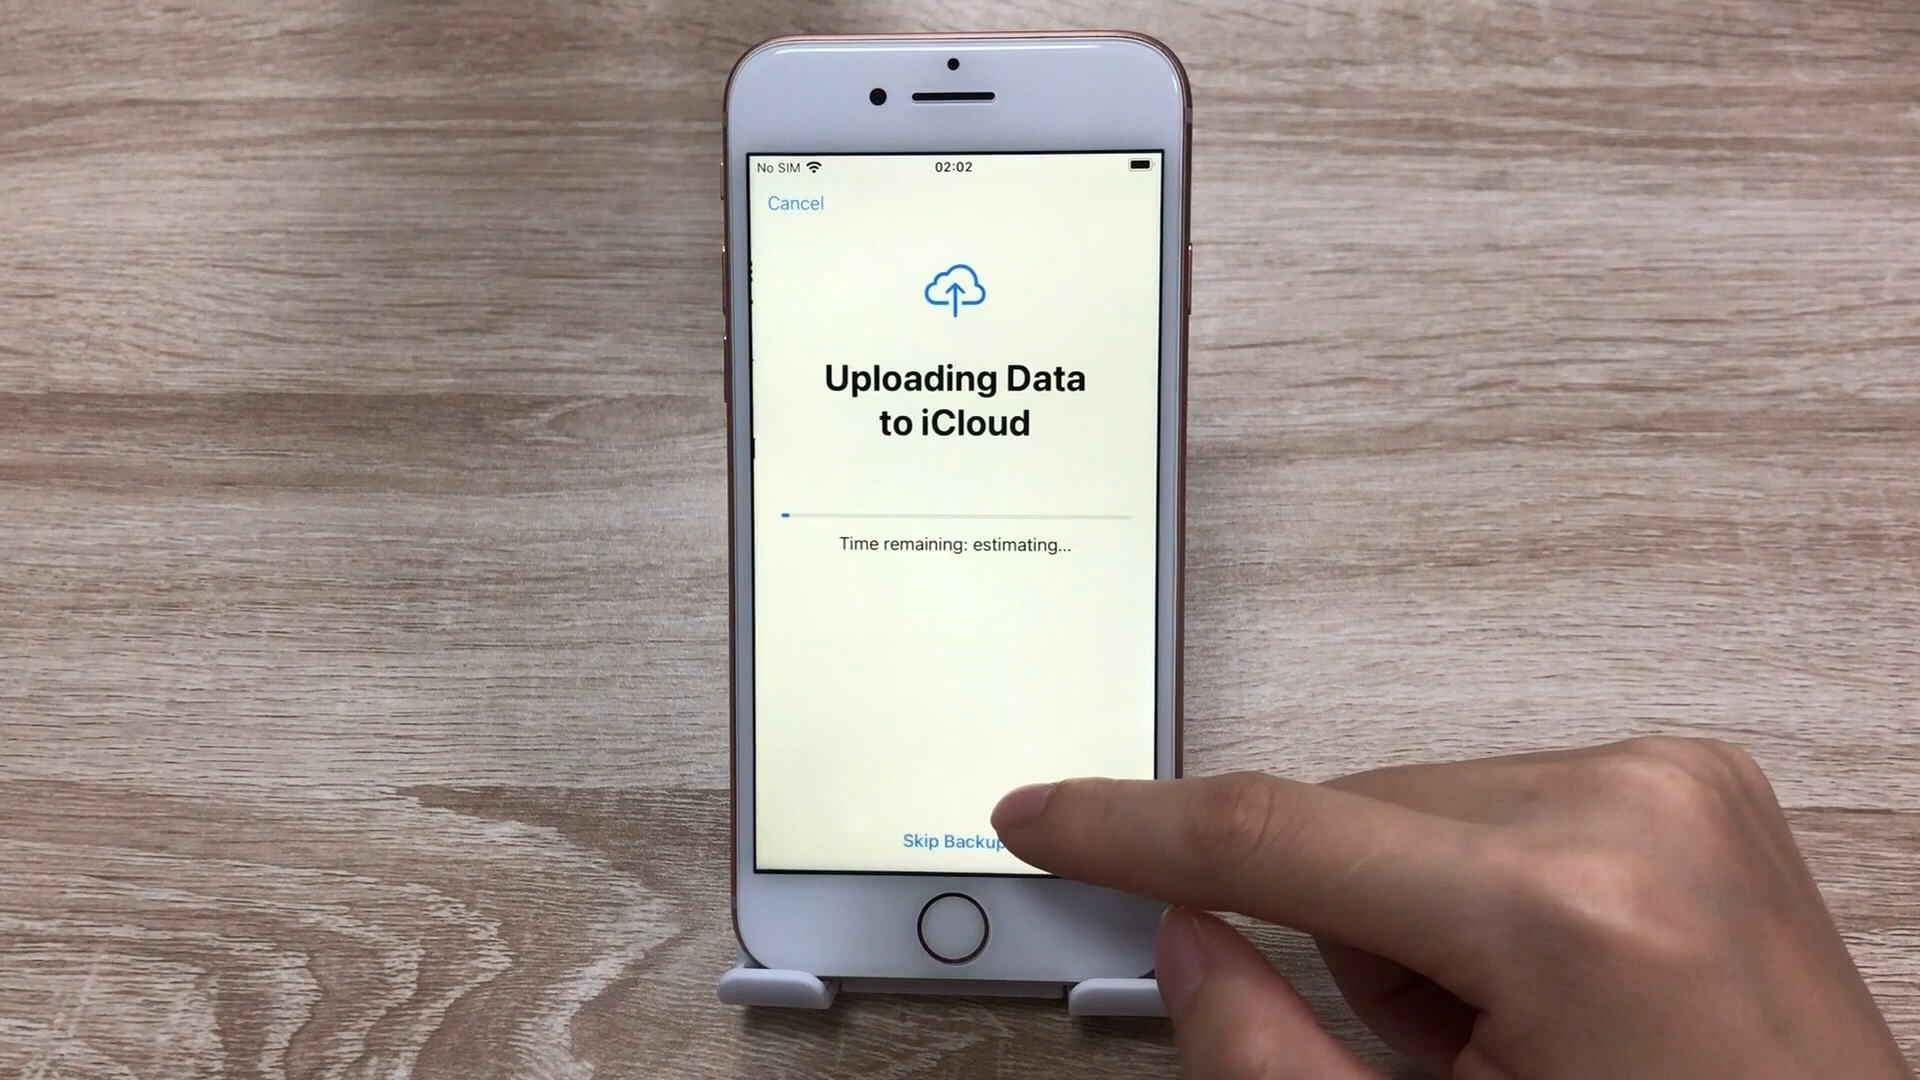 No SIM
02:02
Cancel
Uploading Data
to iCloud
Time remaining: estimating...
Skip Backup